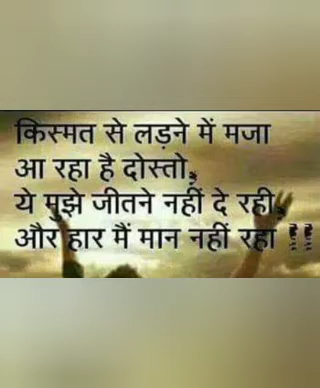 किस्मत से लड़ने में मजा
आ रहा है दोस्तो,
ये मुझे जीतने नहीं दे रही,
और हार मैं मान नहीं रहा !!